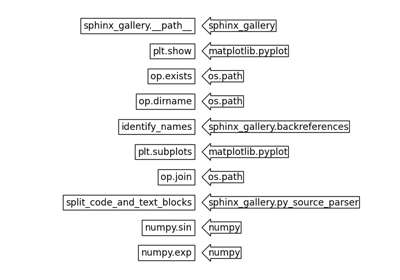 sphinx_gallery.__path__ sphinx_gallery
plt.show matplotlib.pyplot
op.exists os.path
op.dirname os.path
identify_names sphinx_gallery.backreferences
plt.subplots matplotlib.pyplot
op.join os.path
split_code_and_text_blocks sphinx_gallery.py_source_parser
numpy.sin numpy
numpy.exp numpy